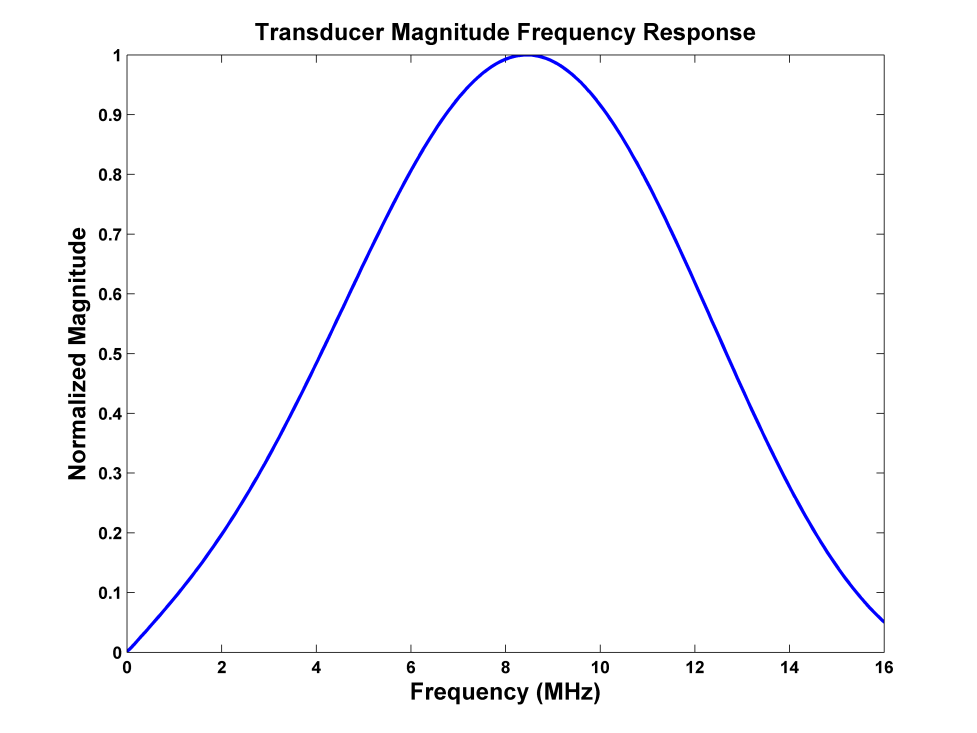 Transducer Magnitude Frequency Response
1
0.9
0.8
0.7
0.6
0.5
0.4
0.3
0.2
0.1
0
Normalized Magnitude
0 2 4 6 8 10 12 14 16
Frequency (MHz)